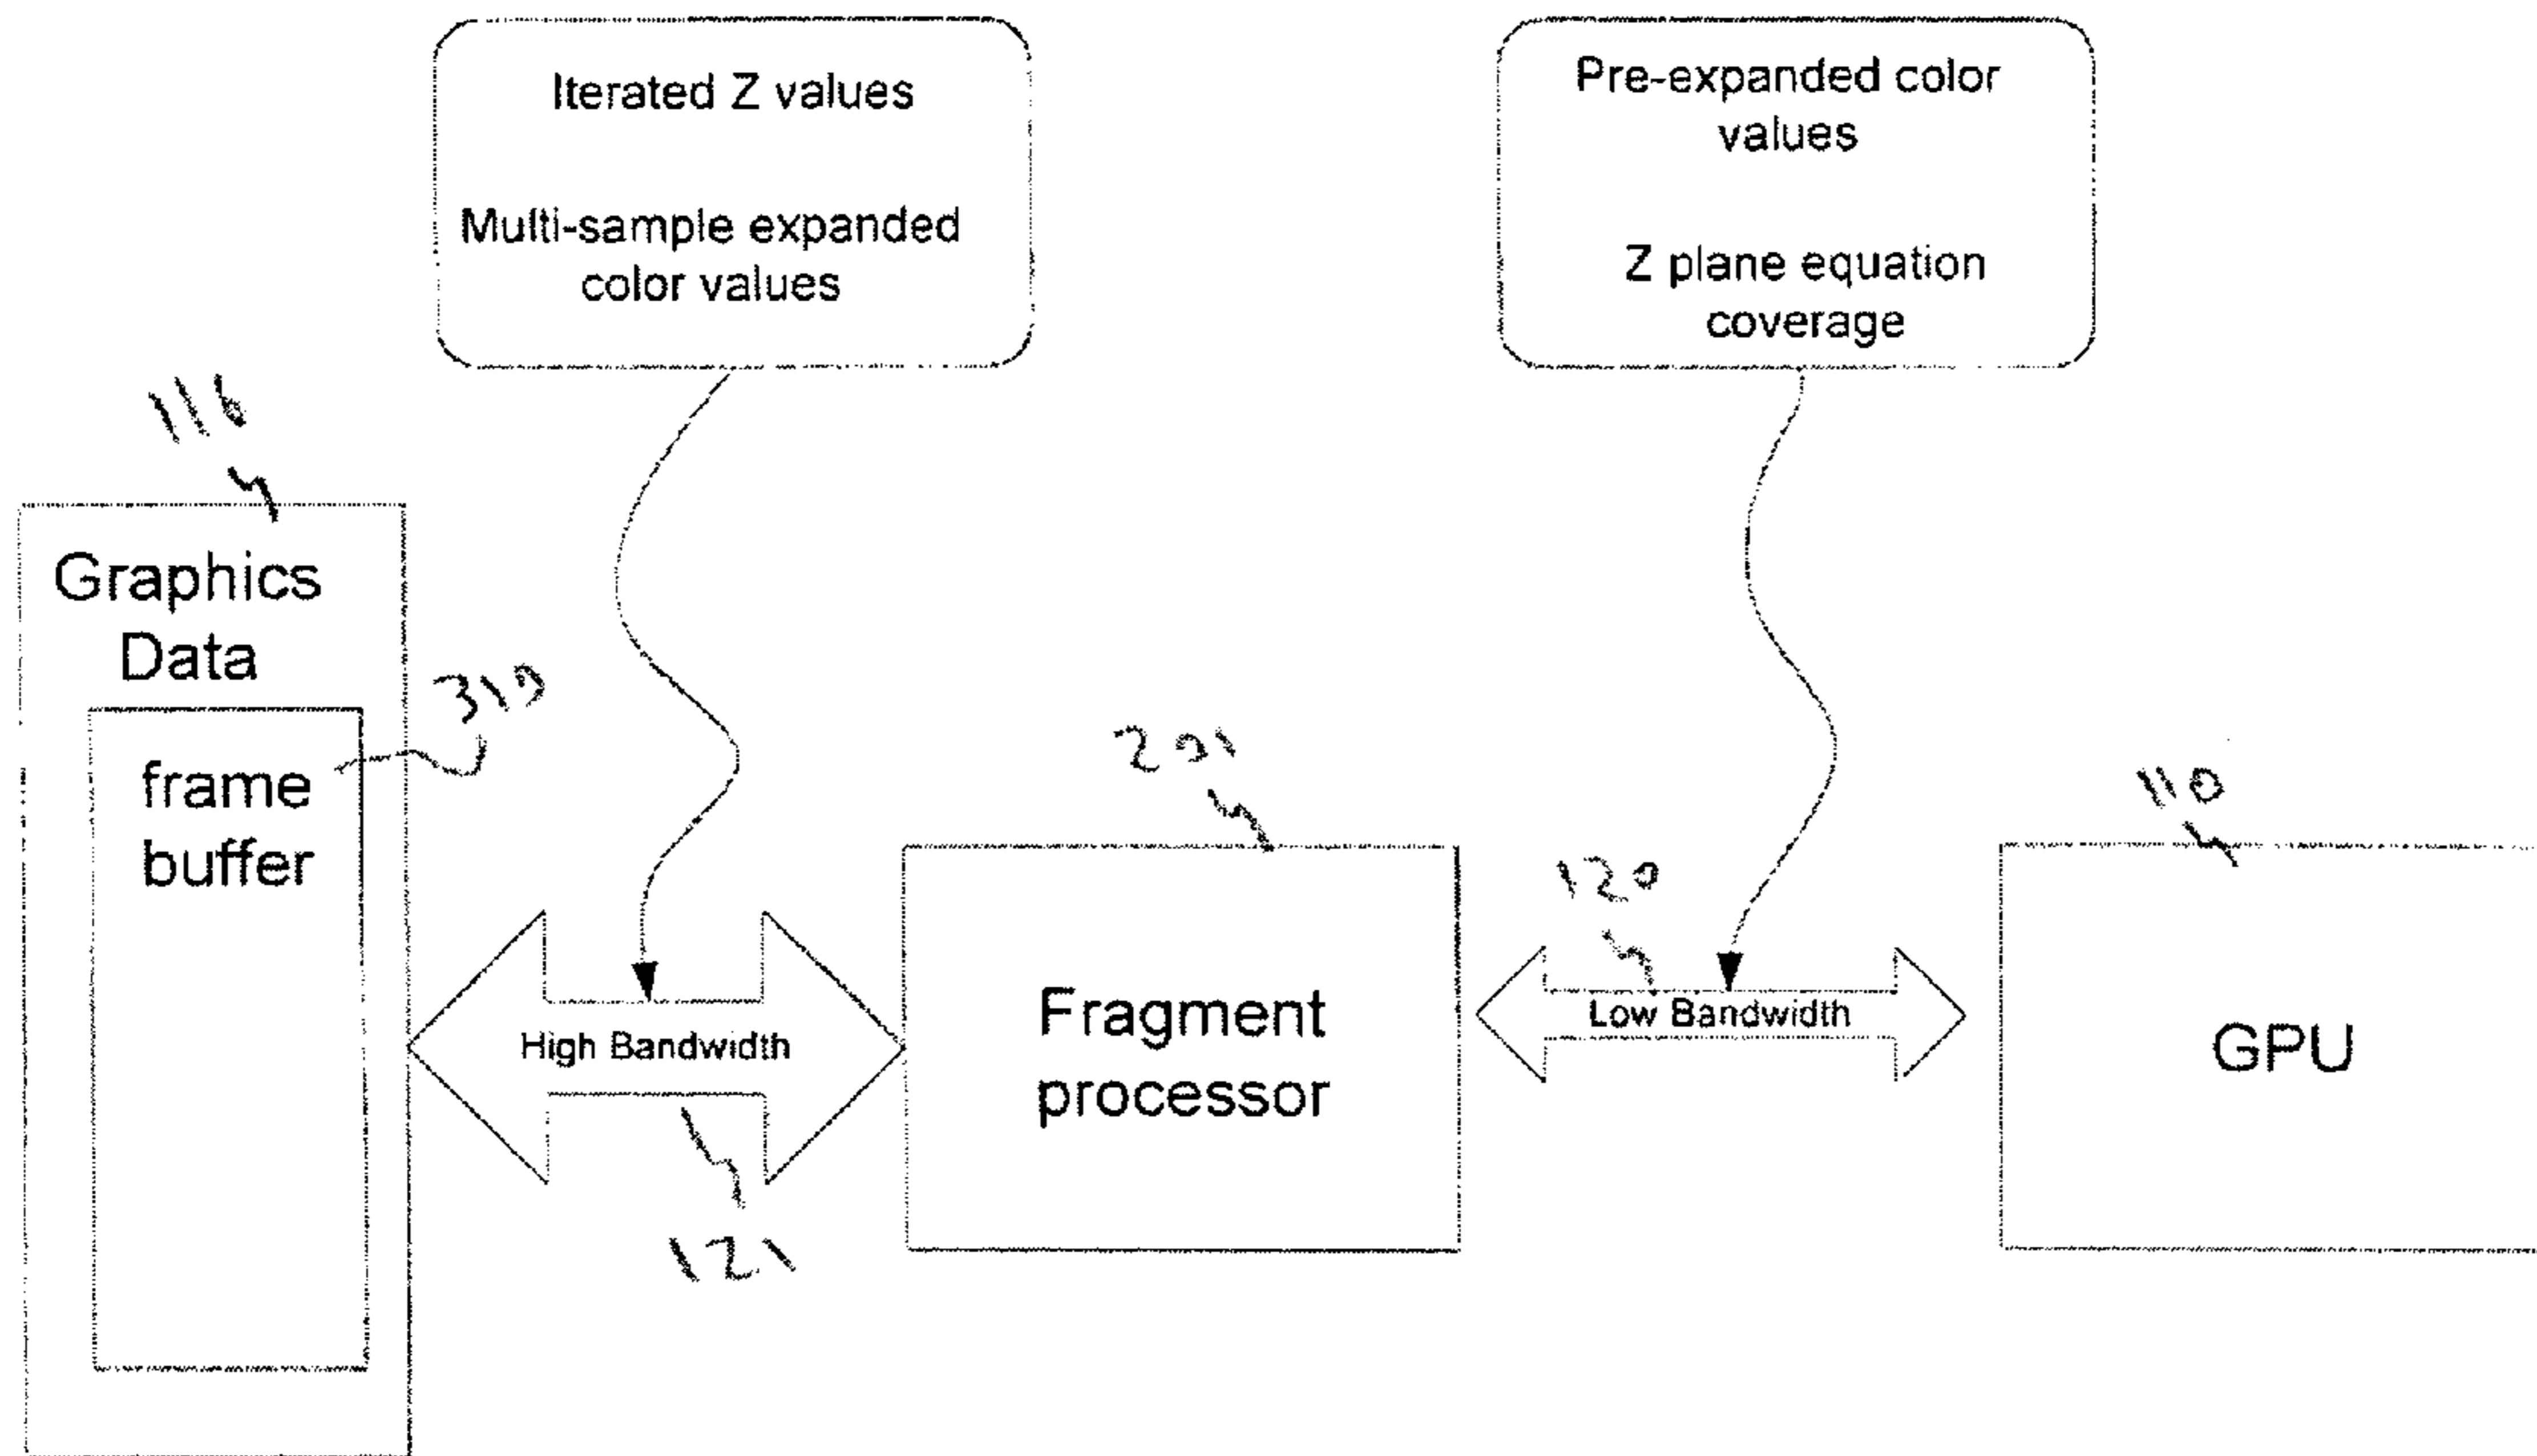 Iterated Z values
Multi-sample expanded
color values
Pre-expanded color
values
Z plane equation
coverage
116
Graphics
Data
310
frame
buffer
201
120
110
High Bandwidth
Fragment
processor
Low Bandwidth
GPU
121